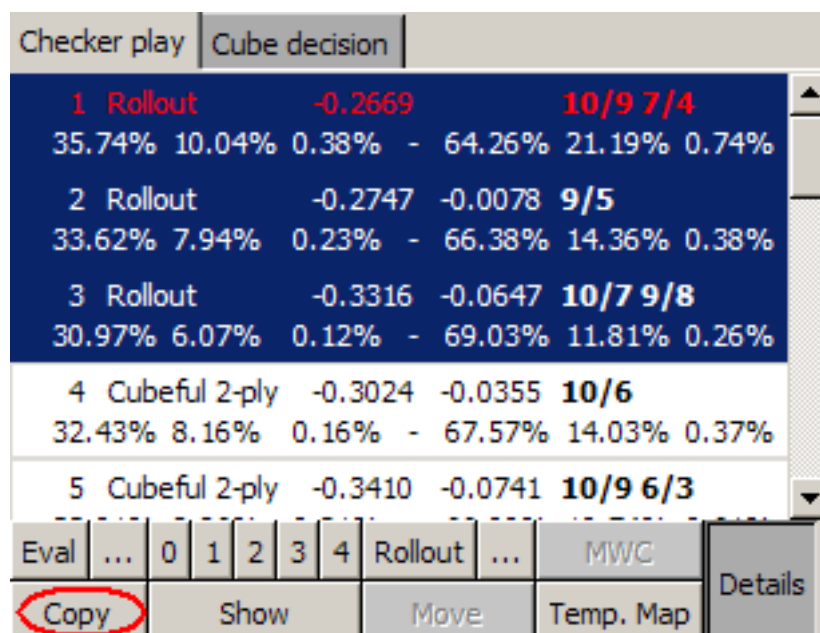 Checker play Cube decision
1 Rollout -0.2669 10/9 7/4
35.74% 10.04% 0.38% - 64.26% 21.19% 0.74%
2 Rollout -0.2747 -0.0078 9/5
33.62% 7.94% 0.23% - 66.38% 14.36% 0.38%
3 Rollout -0.3316 -0.0647 10/7 9/8
30.97% 6.07% 0.12% - 69.03% 11.81% 0.26%
4 Cubeful 2-ply -0.3024 -0.0355 10/6
32.43% 8.16% 0.16% - 67.57% 14.03% 0.37%
5 Cubeful 2-ply -0.3410 -0.0741 10/9 6/3
Eval ... 0 1 2 3 4 Rollout ... MWC
Details
Copy Show Move Temp. Map